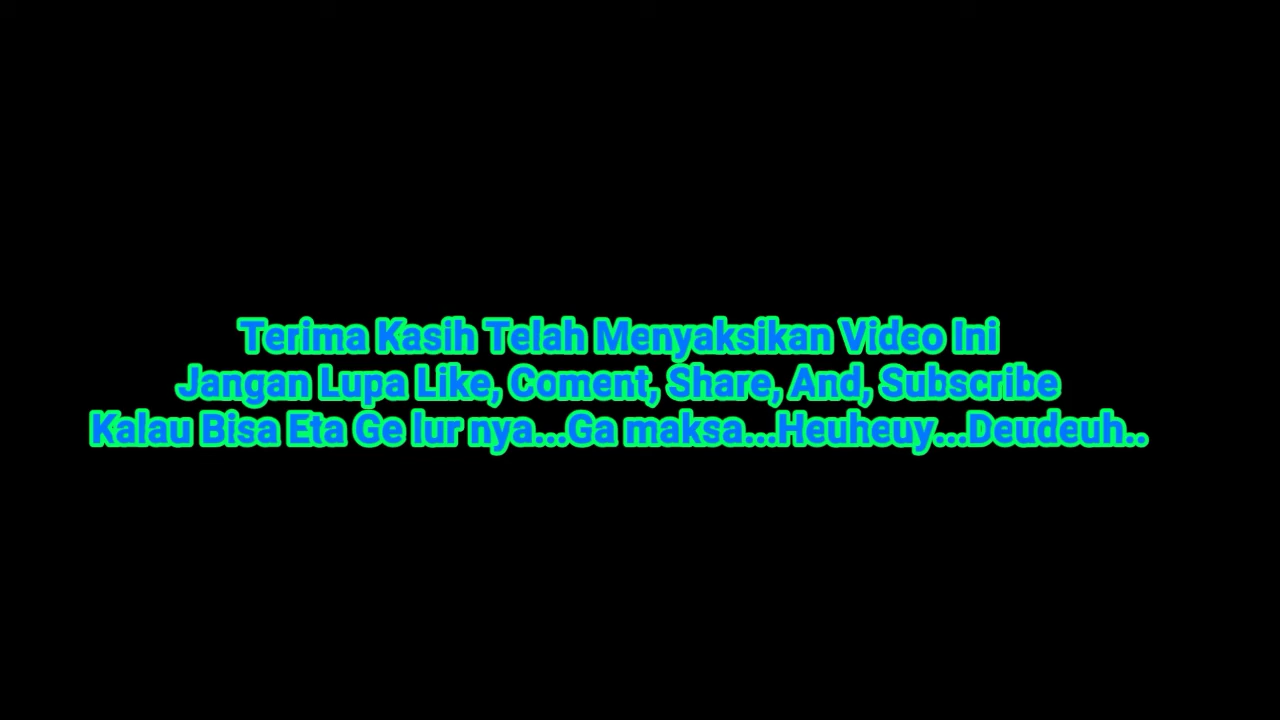 Terima Kasih Telah Menyaksikan Video Ini
Jangan Lupa Like, Coment, Share, And, Subscribe
Kalau Bisa Eta Ge lur nya...Ga maksa...Heuheuy...Deudeuh..